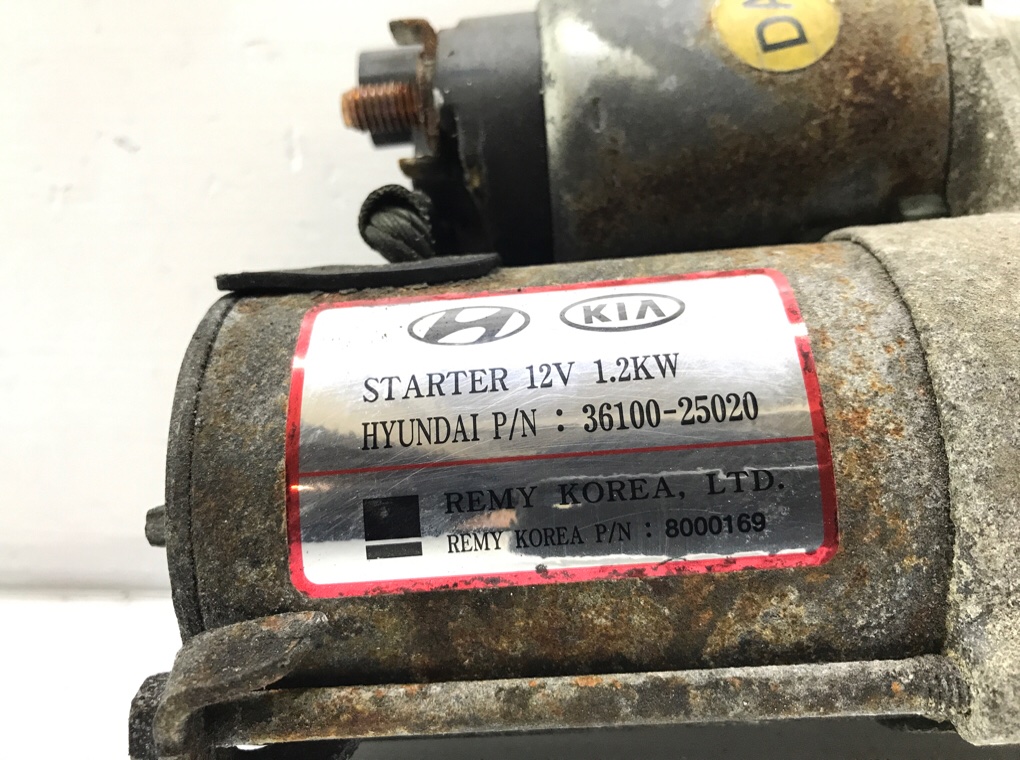 KIA
STARTER 12V 1.2KW
HYUNDAI P/N : 36100-25020
REMY KOREA, LTD.
REMY KOREA P/N : 8000169